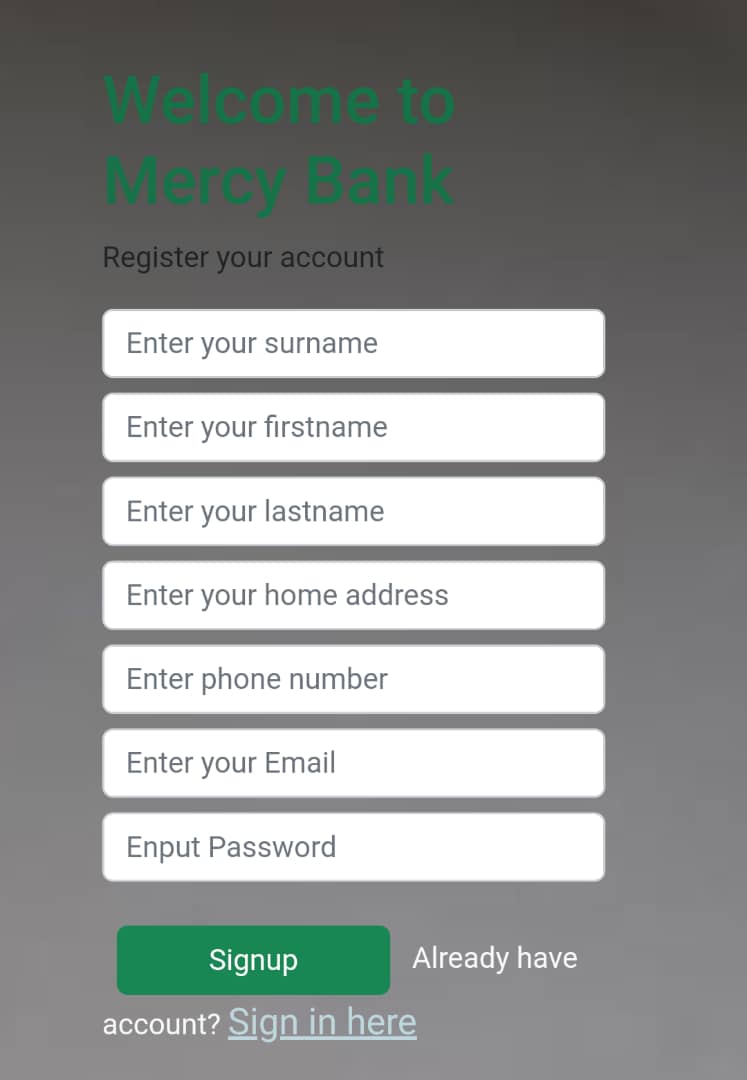 Welcome to
Mercy Bank
Register your account
Enter your surname
Enter your firstname
Enter your lastname
Enter your home address
Enter phone number
Enter your Email
Enput Password
Signup Already have
account? Sign in here